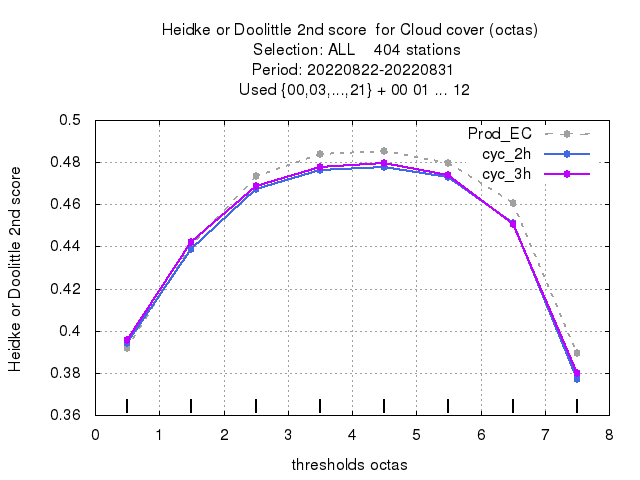 Heidke or Doolittle 2nd score  for Cloud cover (octas)
Selection: ALL    404 stations
Period: 20220822-20220831
Used {00,03,...,21} + 00 01 ... 12
Prod_EC
cyc_2h
cyc_3h
Heidke or Doolittle 2nd score
0.5
0.48
0.46
0.44
0.42
0.4
0.38
0.36
0 1 2 3 4 5 6 7 8
thresholds octas